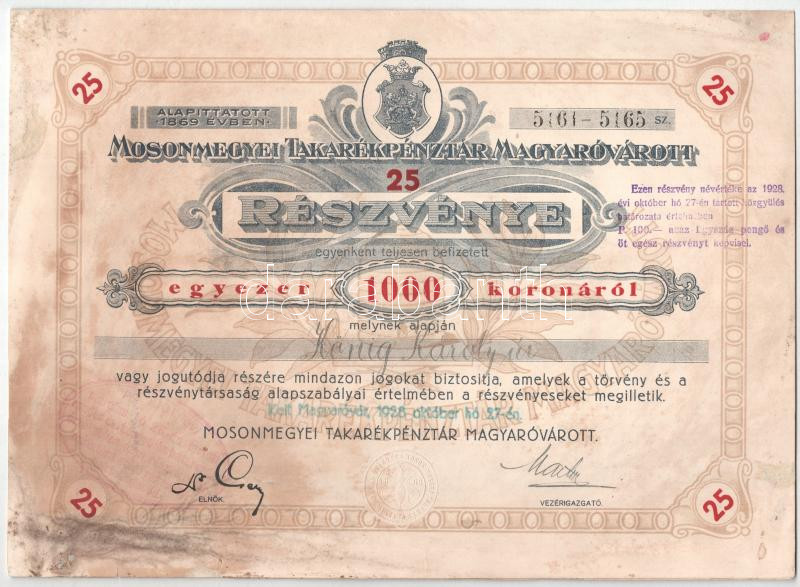 25
25
ALAPITTATOTT
1869 ÉVBEN
5161 - 5165 SZ.
MOSONMEGYEI TAKARÉKPÉNZTÁR MAGYARÓVÁROTT
25
RÉSZVÉNYE
Ezen részvény névértéke az 1928.
évi október hó 27-én tartott közgyülés
határozata értelmében
P. 100.— azaz Egyszáz pengő és
öt egész részvényt képvisel.
egyenként teljesen befizetett
egyezer 1000 koronáról
melynek alapján
König Károly úr
vagy jogutódja részére mindazon jogokat biztositja, amelyek a törvény és a
részvénytársaság alapszabályai értelmében a részvényeseket megilletik.
Kelt Magyaróvár, 1928 október hó 27-én.
MOSONMEGYEI TAKARÉKPÉNZTÁR MAGYARÓVÁROTT.
ELNÖK.
VEZÉRIGAZGATÓ.
25
25